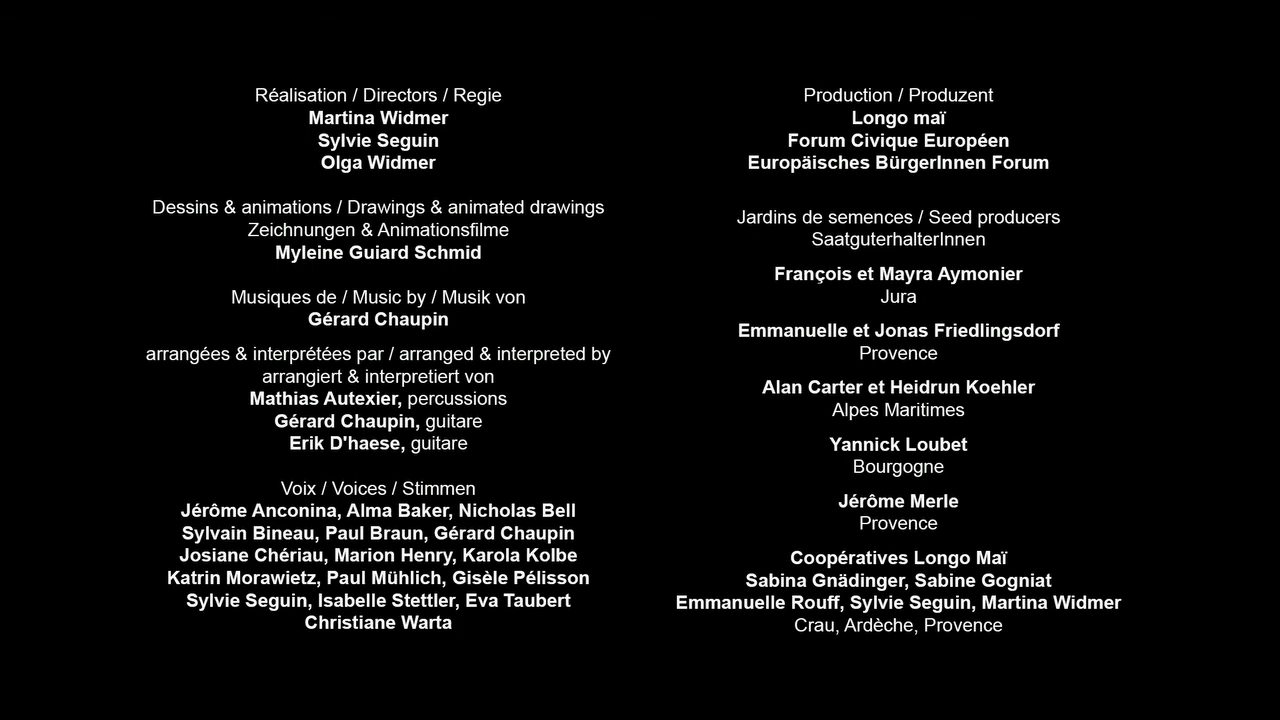 Réalisation / Directors / Regie
Martina Widmer
Sylvie Seguin
Olga Widmer
Dessins & animations / Drawings & animated drawings
Zeichnungen & Animationsfilme
Myleine Guiard Schmid
Musiques de / Music by / Musik von
Gérard Chaupin
arrangées & interprétées par / arranged & interpreted by
arrangiert & interpretiert von
Mathias Autexier, percussions
Gérard Chaupin, guitare
Erik D'haese, guitare
Voix / Voices / Stimmen
Jérôme Anconina, Alma Baker, Nicholas Bell
Sylvain Bineau, Paul Braun, Gérard Chaupin
Josiane Chériau, Marion Henry, Karola Kolbe
Katrin Morawietz, Paul Mühlich, Gisèle Pélisson
Sylvie Seguin, Isabelle Stettler, Eva Taubert
Christiane Warta
Production / Produzent
Longo maï
Forum Civique Européen
Europäisches BürgerInnen Forum
Jardins de semences / Seed producers
SaatguterhalterInnen
François et Mayra Aymonier
Jura
Emmanuelle et Jonas Friedlingsdorf
Provence
Alan Carter et Heidrun Koehler
Alpes Maritimes
Yannick Loubet
Bourgogne
Jérôme Merle
Provence
Coopératives Longo Maï
Sabina Gnädinger, Sabine Gogniat
Emmanuelle Rouff, Sylvie Seguin, Martina Widmer
Crau, Ardèche, Provence